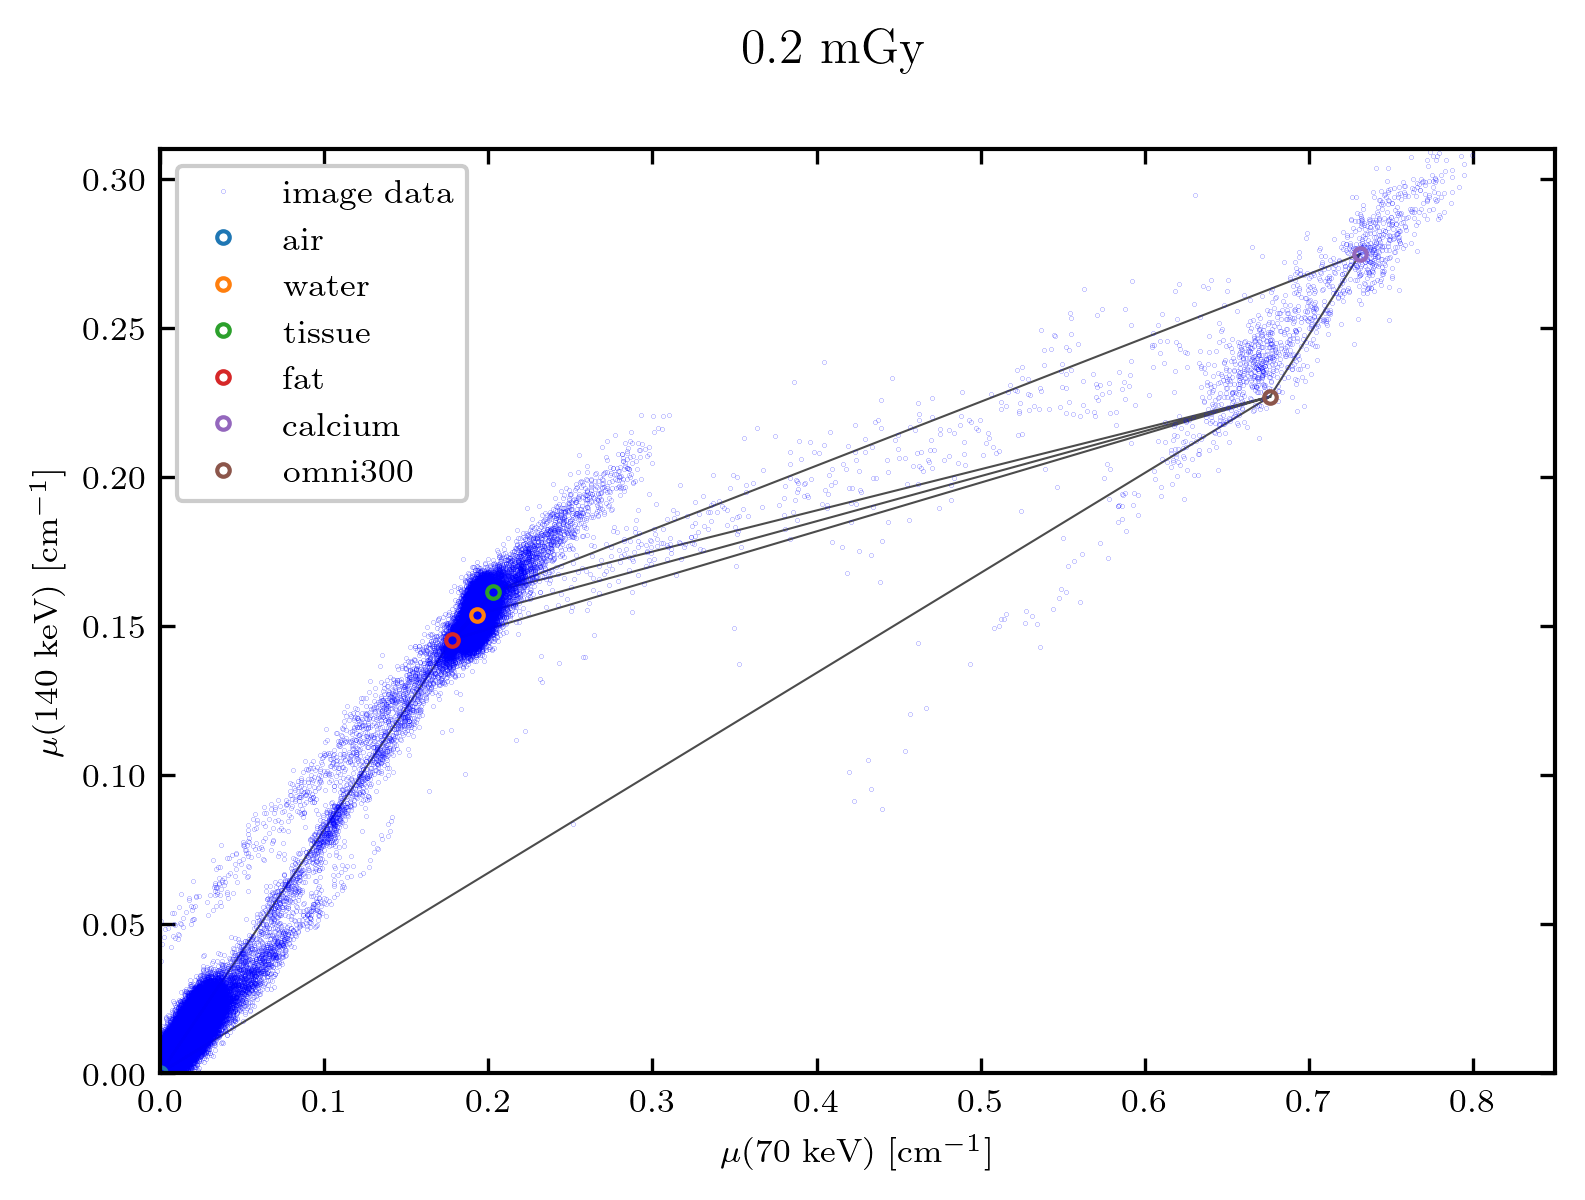 0.2 mGy
image data
air
water
tissue
fat
calcium
omni300
0.30
0.25
0.20
0.15
0.10
0.05
0.00
μ(140 keV) [cm⁻¹]
0.0 0.1 0.2 0.3 0.4 0.5 0.6 0.7 0.8
μ(70 keV) [cm⁻¹]